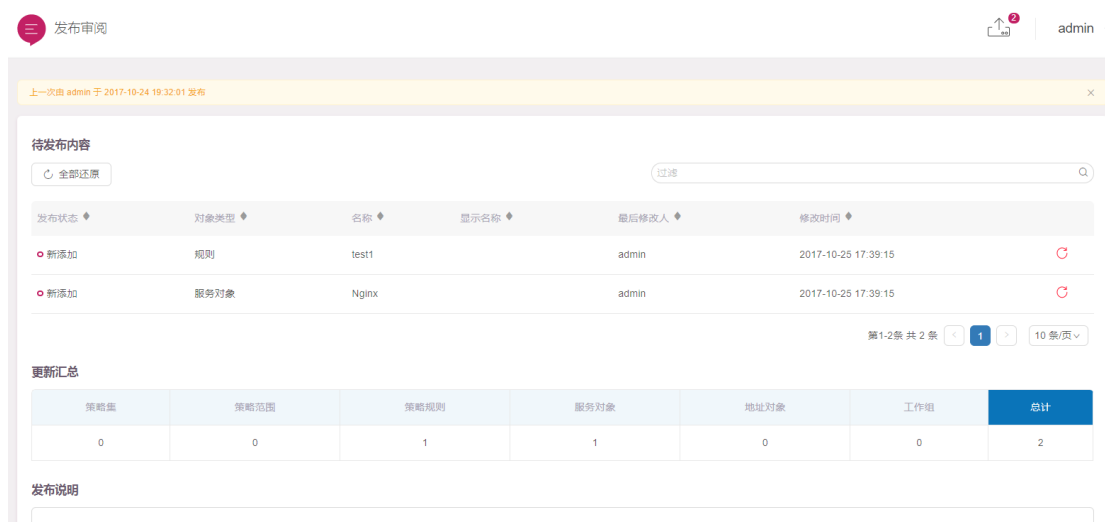 发布审阅
2
admin
上一次由 admin 于 2017-10-24 19:32:01 发布
待发布内容
全部还原
过滤
发布状态 对象类型 名称 显示名称 最后修改人 修改时间
新添加 规则 test1 admin 2017-10-25 17:39:15
新添加 服务对象 Nginx admin 2017-10-25 17:39:15
第1-2条 共 2 条 < 1 > 10 条/页
更新汇总
策略集 策略范围 策略规则 服务对象 地址对象 工作组 总计
0 0 1 1 0 0 2
发布说明